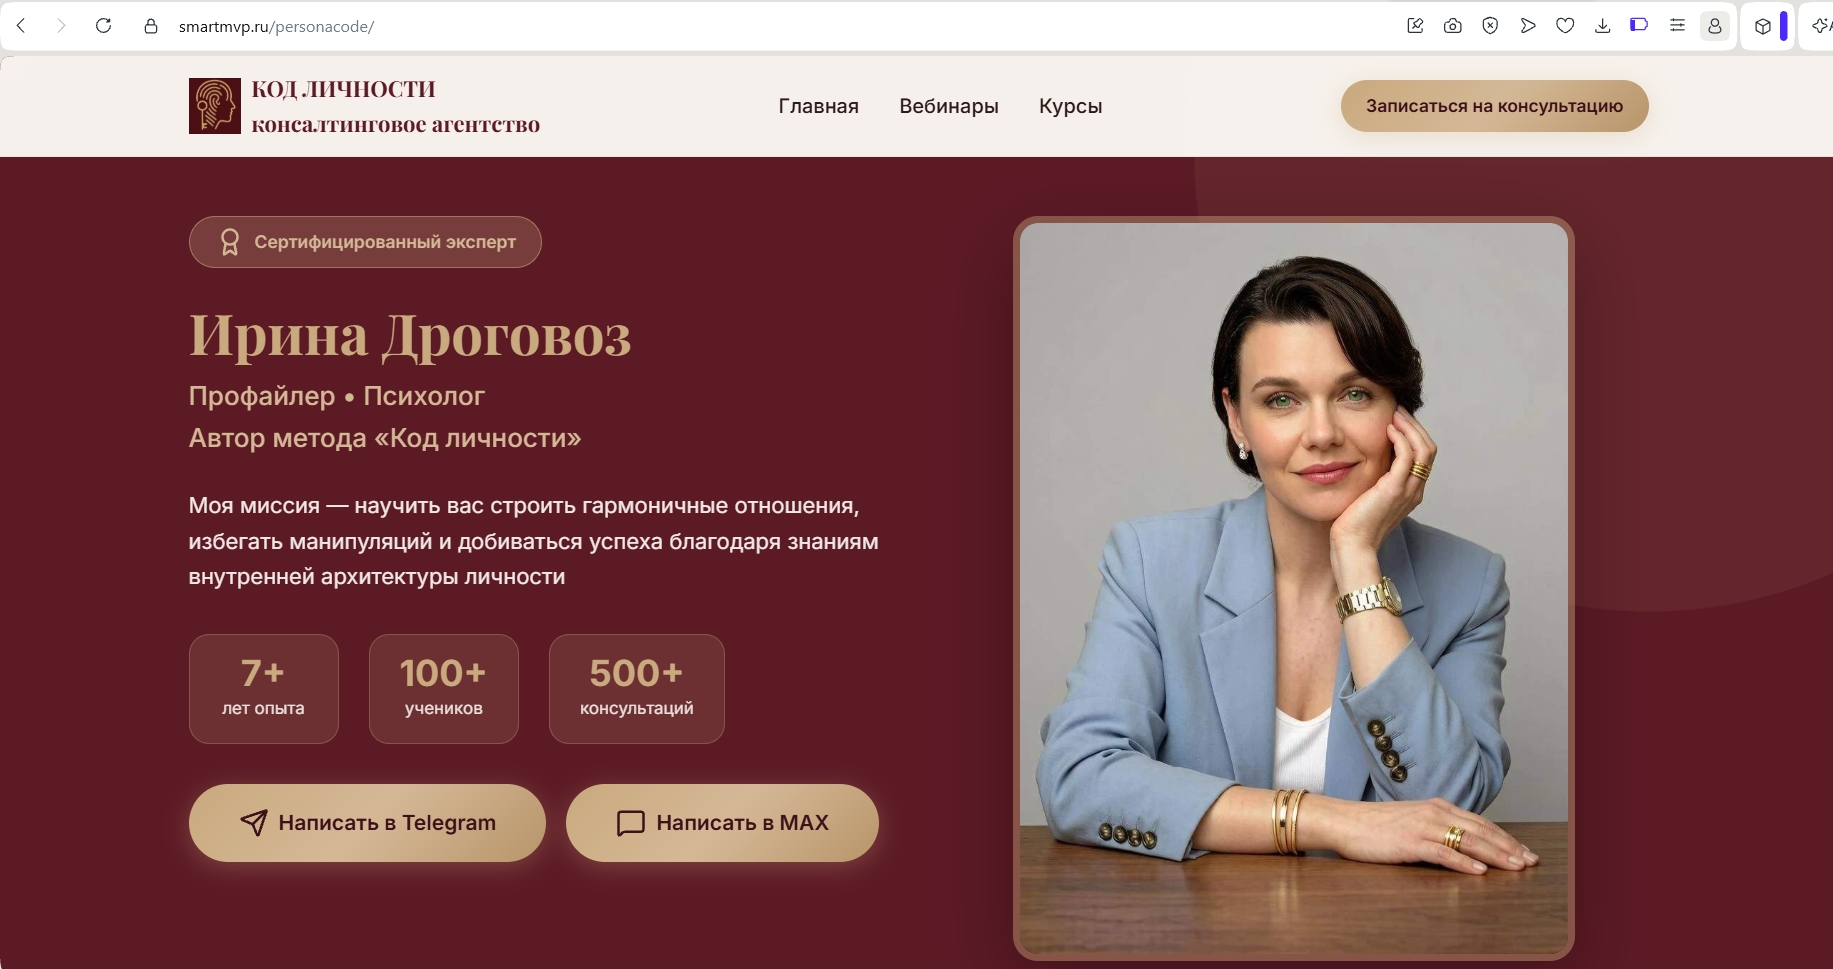 smartmvp.ru/personacode/
КОД ЛИЧНОСТИ
консалтинговое агентство
Главная
Вебинары
Курсы
Записаться на консультацию
Сертифицированный эксперт
Ирина Дроговоз
Профайлер • Психолог
Автор метода «Код личности»
Моя миссия — научить вас строить гармоничные отношения,
избегать манипуляций и добиваться успеха благодаря знаниям
внутренней архитектуры личности
7+
лет опыта
100+
учеников
500+
консультаций
Написать в Telegram
Написать в MAX